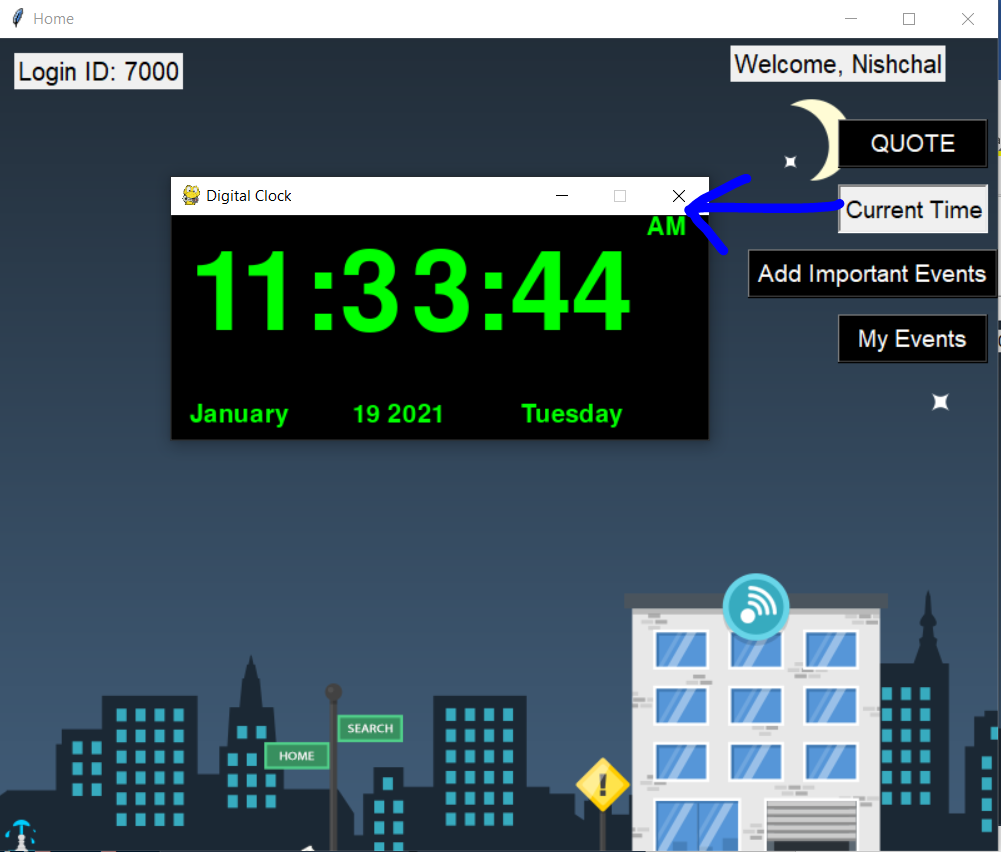 Home
Login ID: 7000
Welcome, Nishchal
QUOTE
Current Time
Add Important Events
My Events
Digital Clock
AM
11:33:44
January 19 2021 Tuesday
SEARCH
HOME
!